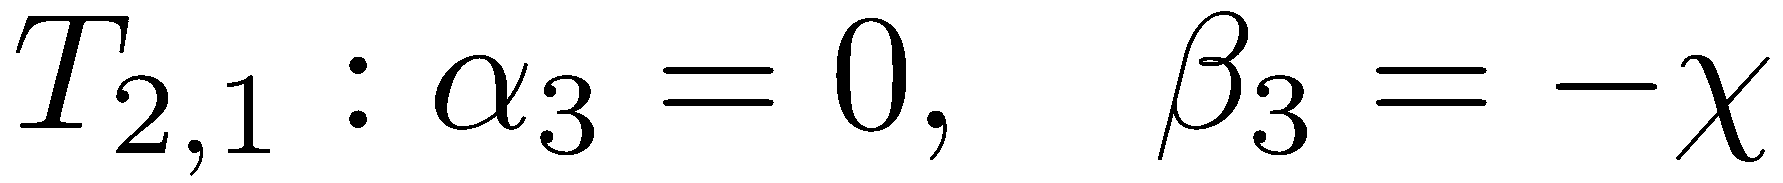 T_{2,1} : α_3 = 0, β_3 = −χ